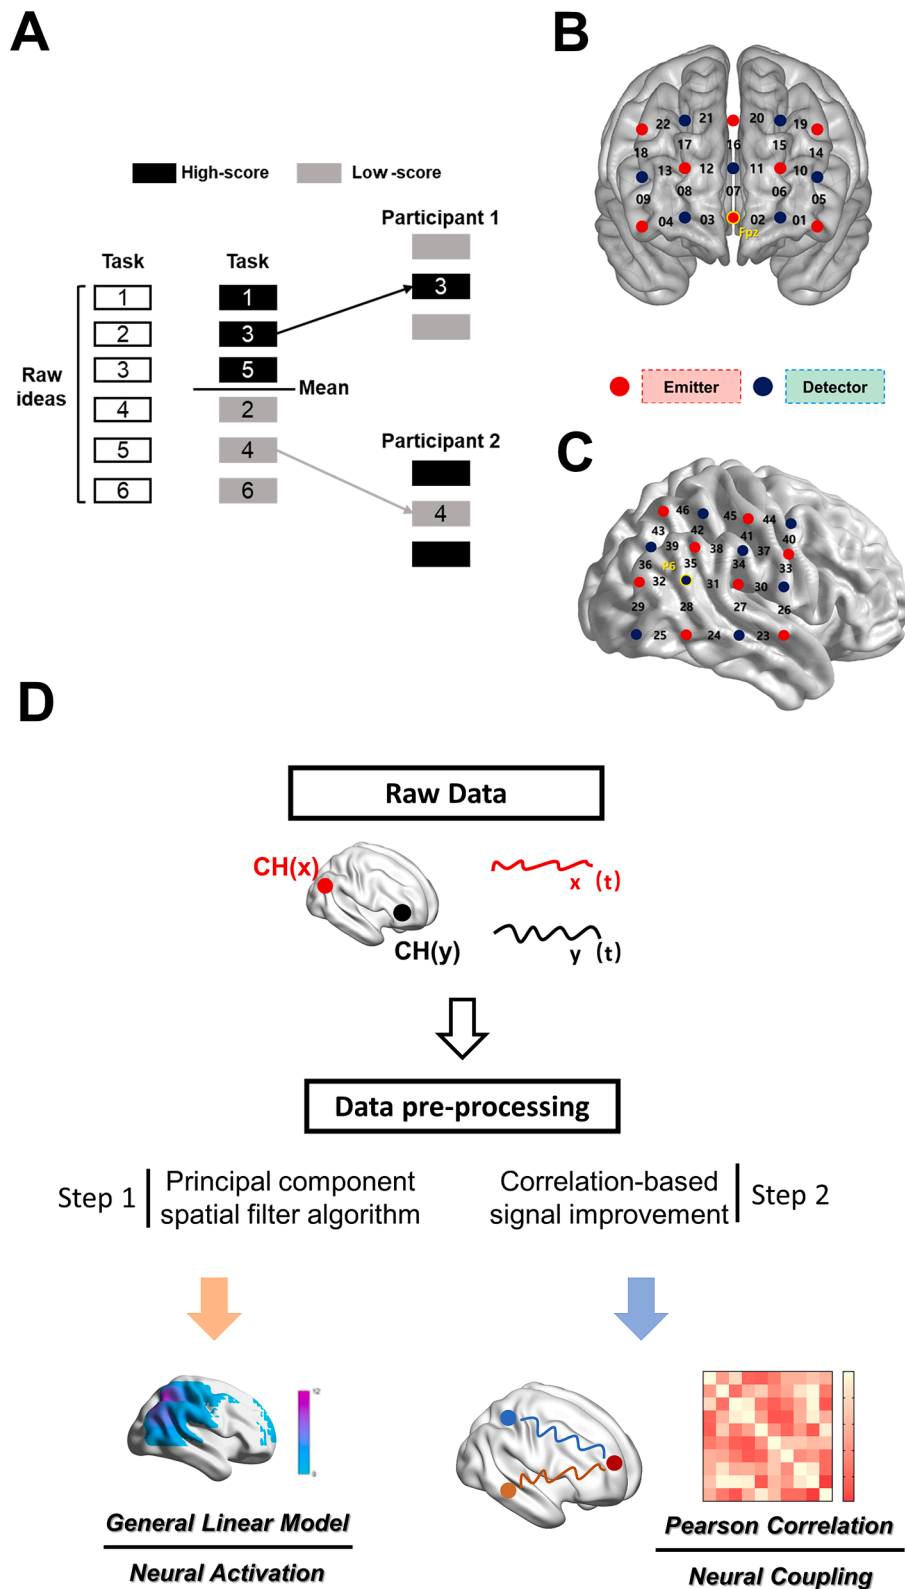 A
High-score
Low-score
Participant 1
Task
Task
1
1
3
2
3
3
5
Raw
ideas
Mean
4
2
5
4
6
6
Participant 2
4
B
22
21
20
19
16
18
17
15
14
13
12
11
10
09
08
07
06
05
04
03
02
01
Fpz
Emitter
Detector
C
46
45
44
43
42
41
40
39
38
37
36
P6
35
34
33
32
31
30
29
28
27
26
25
24
23
D
Raw Data
CH(x)
x (t)
CH(y)
y (t)
Data pre-processing
Step 1
Principal component
spatial filter algorithm
Correlation-based
signal improvement
Step 2
12
0
General Linear Model
Neural Activation
Pearson Correlation
Neural Coupling